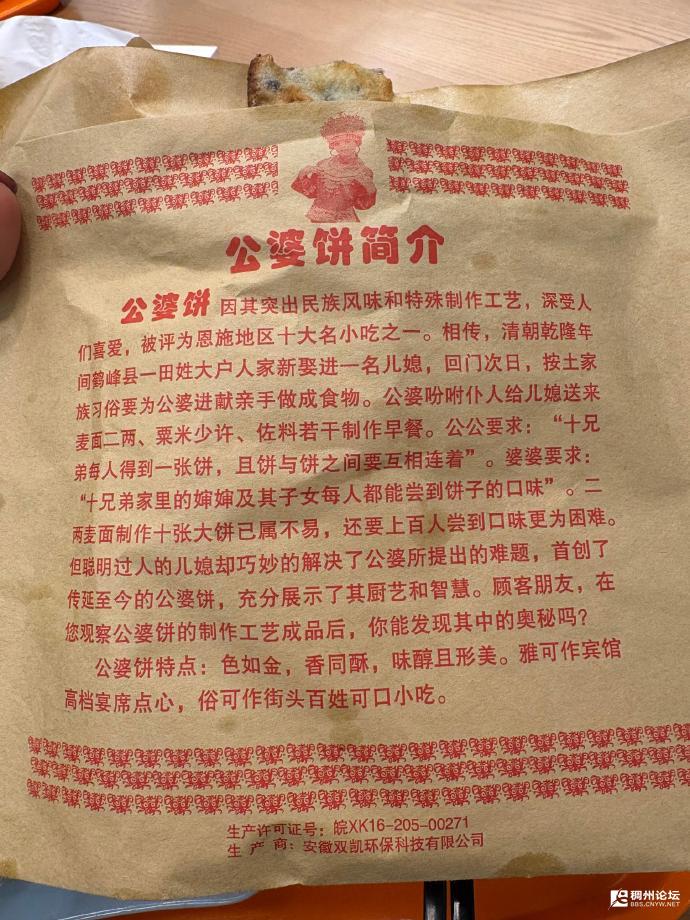 公婆饼简介
公婆饼 因其突出民族风味和特殊制作工艺，深受人
们喜爱，被评为恩施地区十大名小吃之一。相传，清朝乾隆年
间鹤峰县一田姓大户人家新娶进一名儿媳，回门次日，按土家
族习俗要为公婆进献亲手做成食物。公婆吩咐仆人给儿媳送来
麦面二两、粟米少许、佐料若干制作早餐。公公要求：“十兄
弟每人得到一张饼，且饼与饼之间要互相连着”。婆婆要求：
“十兄弟家里的婶婶及其子女每人都能尝到饼子的口味”。二
两麦面制作十张大饼已属不易，还要上百人尝到口味更为困难。
但聪明过人的儿媳却巧妙的解决了公婆所提出的难题，首创了
传延至今的公婆饼，充分展示了其厨艺和智慧。顾客朋友，在
您观察公婆饼的制作工艺成品后，你能发现其中的奥秘吗？
公婆饼特点：色如金，香同酥，味醇且形美。雅可作宾馆
高档宴席点心，俗可作街头百姓可口小吃。
生产许可证号：皖XK16-205-00271
生 产 商：安徽双凯环保科技有限公司
稠州论坛
BBS.CNYW.NET